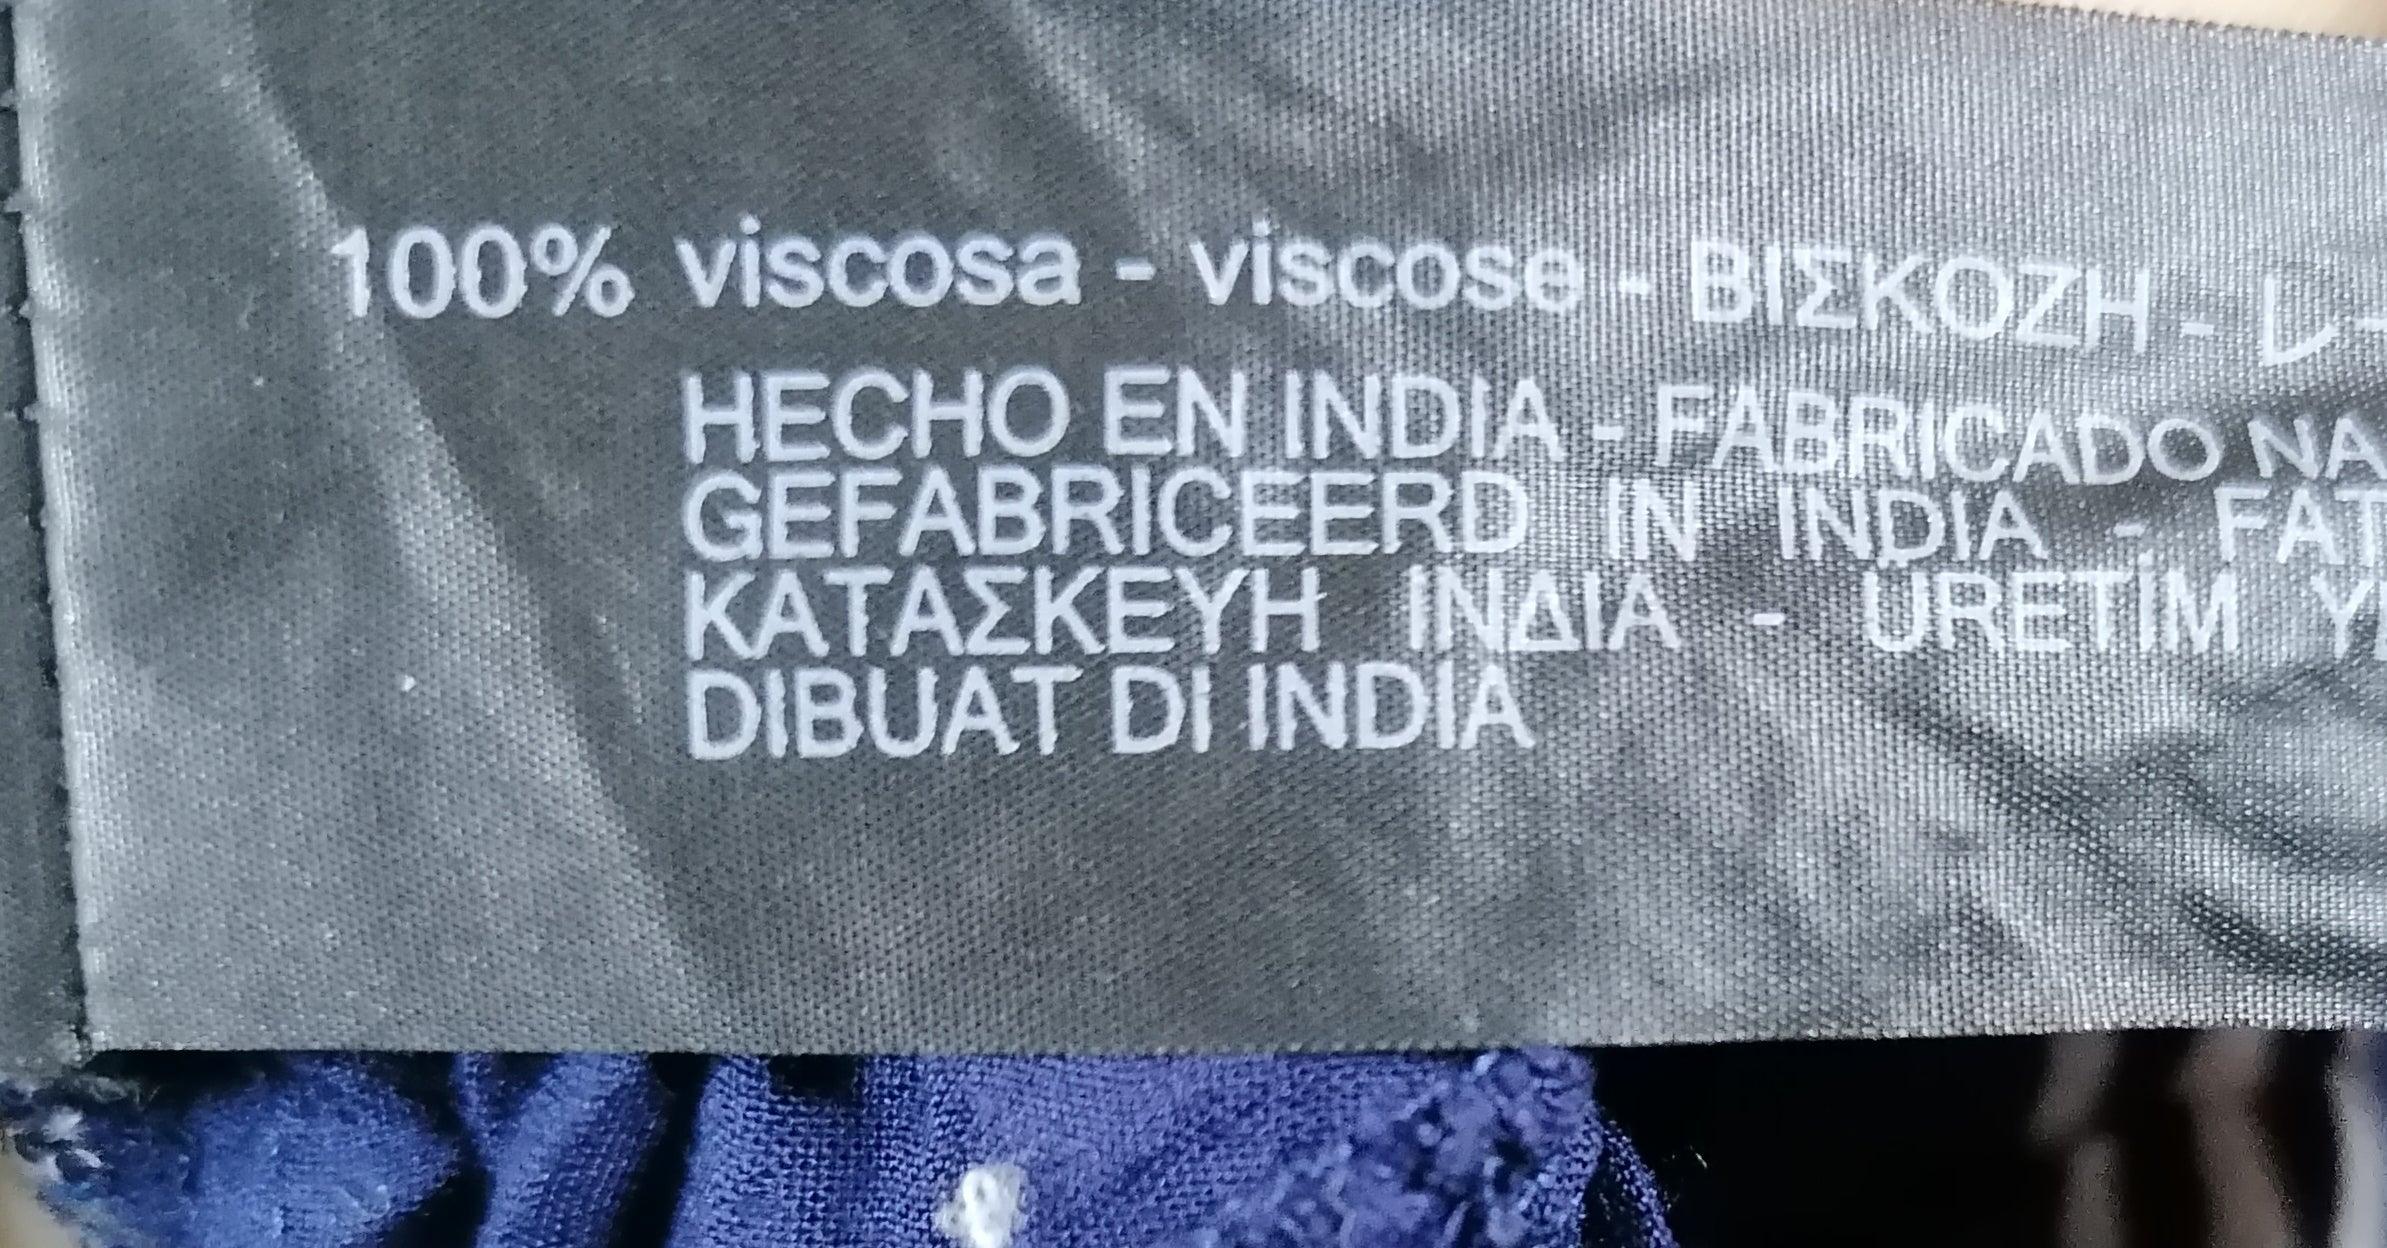 100% viscosa - viscose - ΒΙΣΚΟΖΗ -
HECHO EN INDIA - FABRICADO NA
GEFABRICEERD IN INDIA -
ΚΑΤΑΣΚΕΥΗ ΙΝΔΙΑ - ÜRETİM
DIBUAT DI INDIA